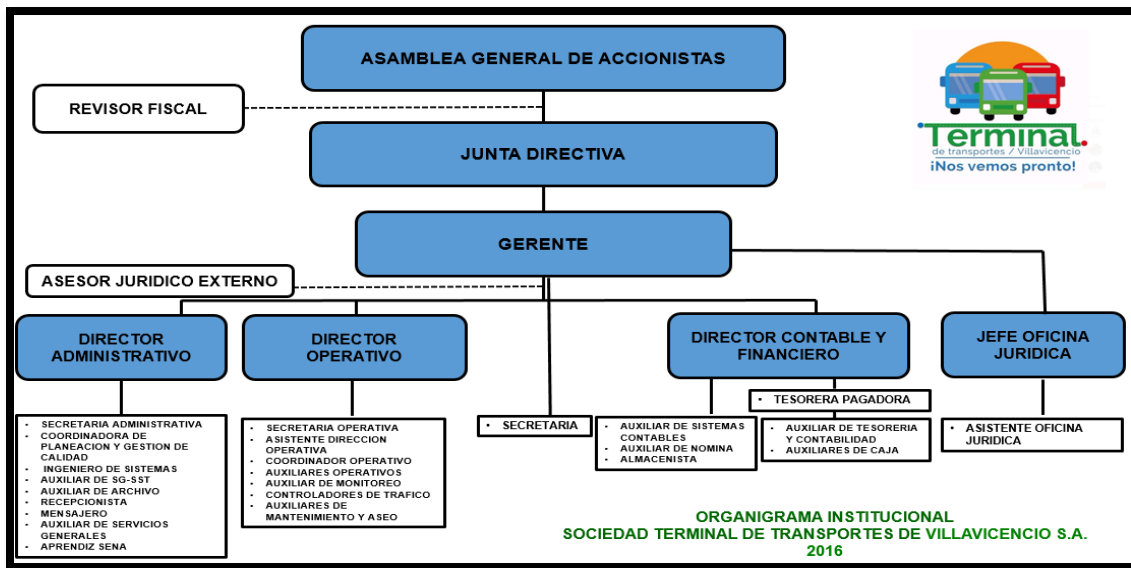 ASAMBLEA GENERAL DE ACCIONISTAS
REVISOR FISCAL
JUNTA DIRECTIVA
Terminal.
de transportes / Villavicencio
¡Nos vemos pronto!
GERENTE
ASESOR JURIDICO EXTERNO
DIRECTOR
ADMINISTRATIVO
DIRECTOR
OPERATIVO
DIRECTOR CONTABLE Y
FINANCIERO
JEFE OFICINA
JURIDICA
• SECRETARIA ADMINISTRATIVA
• COORDINADORA DE
PLANEACION Y GESTION DE
CALIDAD
• INGENIERO DE SISTEMAS
• AUXILIAR DE SG-SST
• AUXILIAR DE ARCHIVO
• RECEPCIONISTA
• MENSAJERO
• AUXILIAR DE SERVICIOS
GENERALES
• APRENDIZ SENA
• SECRETARIA OPERATIVA
• ASISTENTE DIRECCION
OPERATIVA
• COORDINADOR OPERATIVO
• AUXILIARES OPERATIVOS
• AUXILIAR DE MONITOREO
• CONTROLADORES DE TRAFICO
• AUXILIARES DE
MANTENIMIENTO Y ASEO
• SECRETARIA
• AUXILIAR DE SISTEMAS
CONTABLES
• AUXILIAR DE NOMINA
• ALMACENISTA
• TESORERA PAGADORA
• AUXILIAR DE TESORERIA
Y CONTABILIDAD
• AUXILIARES DE CAJA
• ASISTENTE OFICINA
JURIDICA
ORGANIGRAMA INSTITUCIONAL
SOCIEDAD TERMINAL DE TRANSPORTES DE VILLAVICENCIO S.A.
2016